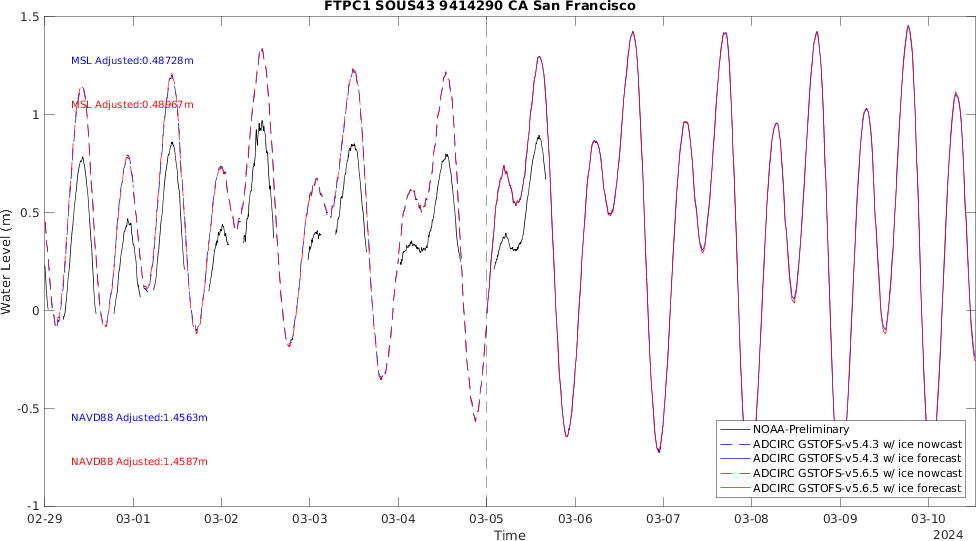 FTPC1 SOUS43 9414290 CA San Francisco
1.5
1
0.5
0
-0.5
-1
Water Level (m)
MSL Adjusted:0.48728m
MSL Adjusted:0.48967m
NAVD88 Adjusted:1.4563m
NAVD88 Adjusted:1.4587m
NOAA-Preliminary
ADCIRC GSTOFS-v5.4.3 w/ ice nowcast
ADCIRC GSTOFS-v5.4.3 w/ ice forecast
ADCIRC GSTOFS-v5.6.5 w/ ice nowcast
ADCIRC GSTOFS-v5.6.5 w/ ice forecast
02-29 03-01 03-02 03-03 03-04 03-05 03-06 03-07 03-08 03-09 03-10
Time
2024